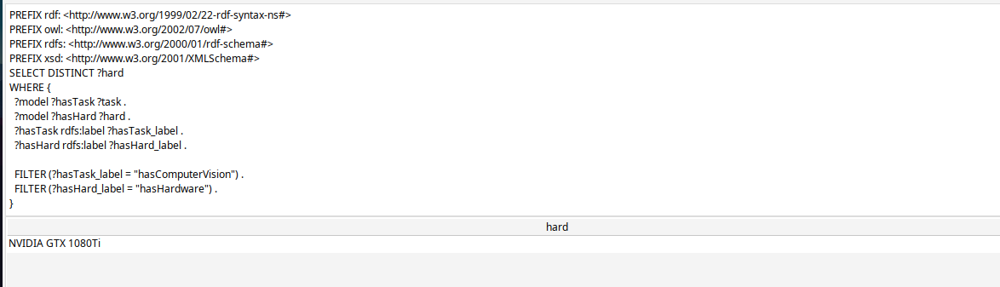 PREFIX rdf: <http://www.w3.org/1999/02/22-rdf-syntax-ns#>
PREFIX owl: <http://www.w3.org/2002/07/owl#>
PREFIX rdfs: <http://www.w3.org/2000/01/rdf-schema#>
PREFIX xsd: <http://www.w3.org/2001/XMLSchema#>
SELECT DISTINCT ?hard
WHERE {
?model ?hasTask ?task .
?model ?hasHard ?hard .
?hasTask rdfs:label ?hasTask_label .
?hasHard rdfs:label ?hasHard_label .
FILTER (?hasTask_label = "hasComputerVision") .
FILTER (?hasHard_label = "hasHardware") .
}
hard
NVIDIA GTX 1080Ti